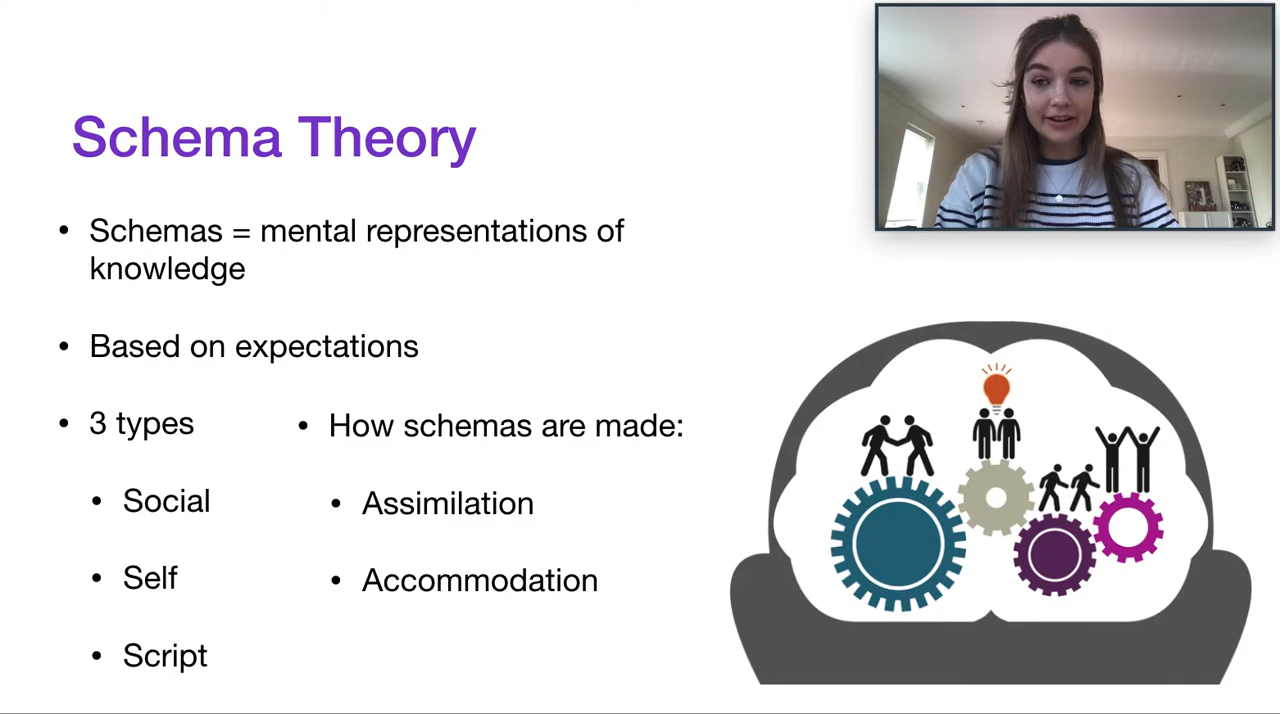 Schema Theory
• Schemas = mental representations of
knowledge
• Based on expectations
• 3 types
• Social
• Self
• Script
• How schemas are made:
• Assimilation
• Accommodation